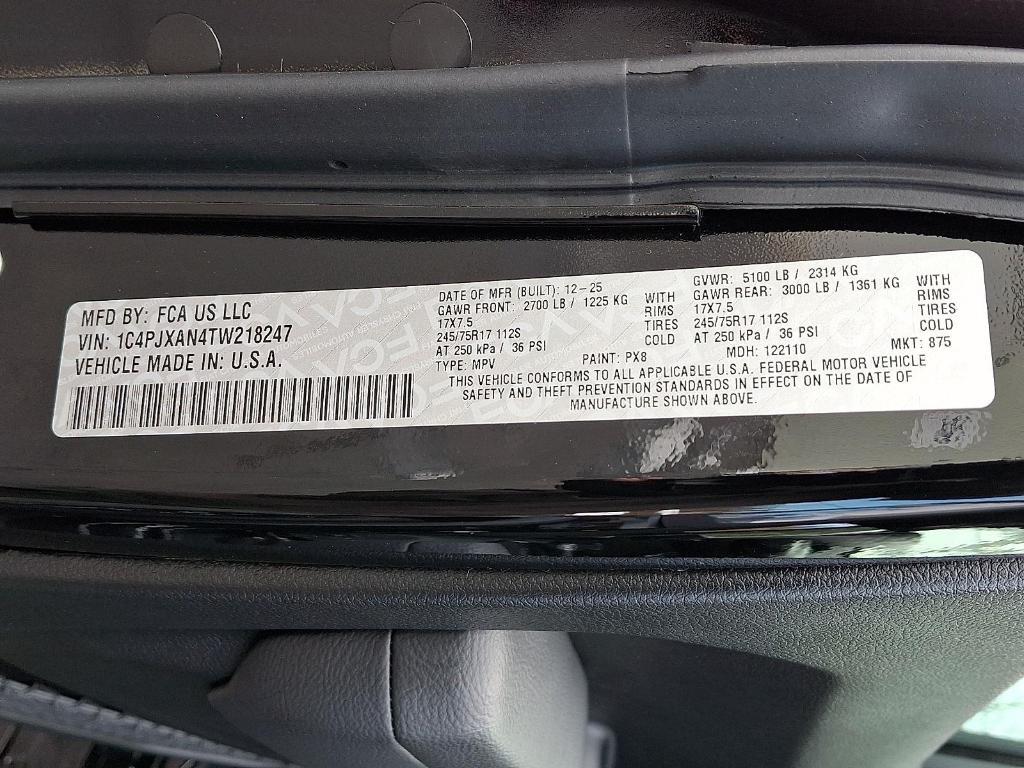 MFD BY: FCA US LLC
VIN: 1C4PJXAN4TW218247
VEHICLE MADE IN: U.S.A.
DATE OF MFR (BUILT): 12-25
GAWR FRONT: 2700 LB / 1225 KG WITH
17X7.5 RIMS
245/75R17 112S TIRES
AT 250 kPa / 36 PSI COLD
TYPE: MPV PAINT: PX8
GVWR: 5100 LB / 2314 KG
GAWR REAR: 3000 LB / 1361 KG WITH
17X7.5 RIMS
245/75R17 112S TIRES
AT 250 kPa / 36 PSI COLD
MDH: 122110 MKT: 875
THIS VEHICLE CONFORMS TO ALL APPLICABLE U.S.A. FEDERAL MOTOR VEHICLE
SAFETY AND THEFT PREVENTION STANDARDS IN EFFECT ON THE DATE OF
MANUFACTURE SHOWN ABOVE.